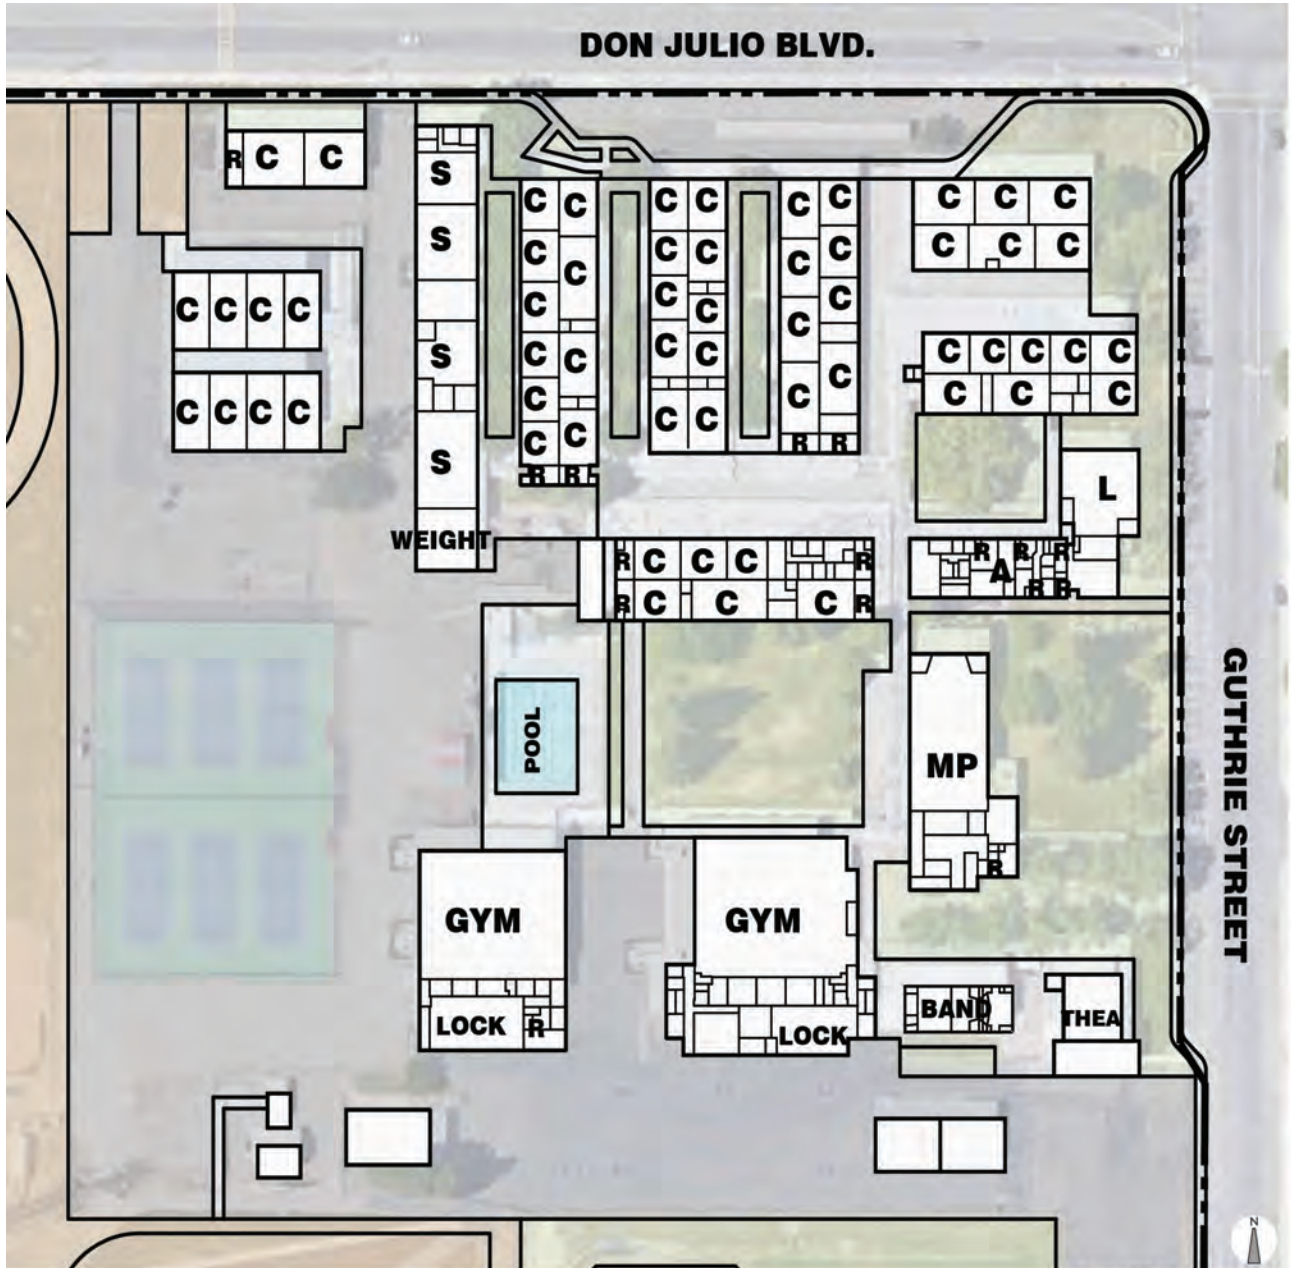 DON JULIO BLVD.
R C C
S
C C C C C C C C C
C C C
S
C C C C C C
C
C C C C
C C C C C
C C C C C
S
C C C
C
C C C C
C C C C C
C
C C
R R
S
R R
L
WEIGHT
R C C C R
R R R
A
R C C C R
R R
GUTHRIE STREET
POOL
MP
R
GYM
GYM
LOCK R
LOCK
BAND
THEA
N